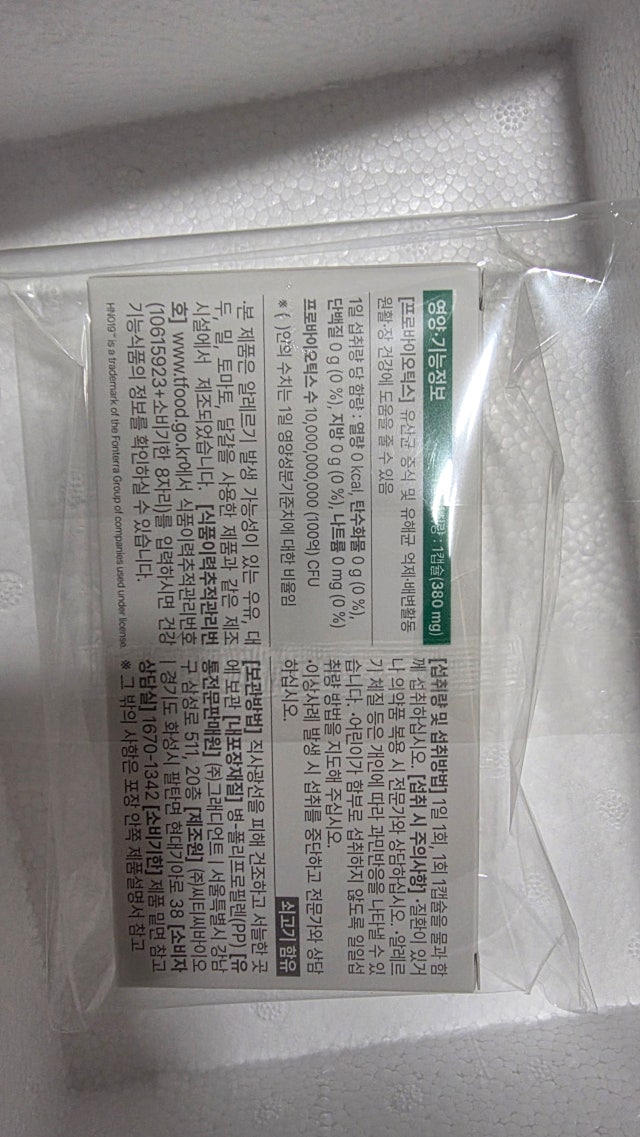 영양·기능정보
: 1캡슐(380 mg)
[프로바이오틱스] 유산균 증식 및 유해균 억제·배변활동
원활·장 건강에 도움을 줄 수 있음
1일 섭취량 당 함량 : 열량 0 kcal, 탄수화물 0 g (0 %),
단백질 0 g (0 %), 지방 0 g (0 %), 나트륨 0 mg (0 %)
프로바이오틱스 수 10,000,000,000 (100억) CFU
※ ( )안의 수치는 1일 영양성분기준치에 대한 비율임
·본 제품은 알레르기 발생 가능성이 있는 우유, 대
두, 밀, 토마토, 달걀을 사용한 제품과 같은 제조
시설에서 제조되었습니다. [식품이력추적관리번
호] www.tfood.go.kr에서 식품이력추적관리번호
(10615923+소비기한 8자리)를 입력하시면 건강
기능식품의 정보를 확인하실 수 있습니다.
HN019™ is a trademark of the Fonterra Group of companies used under license.
[섭취량 및 섭취방법] 1일 1회, 1회 1캡슐을 물과 함
께 섭취하십시오. [섭취 시 주의사항] ·질환이 있거
나 의약품 복용 시 전문가와 상담하십시오. ·알레르
기 체질 등은 개인에 따라 과민반응을 나타낼 수 있
습니다. ·어린이가 함부로 섭취하지 않도록 일일섭
취량 방법을 지도해 주십시오.
·이상사례 발생 시 섭취를 중단하고 전문가와 상담
하십시오.
쇠고기 함유
[보관방법] 직사광선을 피해 건조하고 서늘한 곳
에 보관 [내포장재질] 병 폴리프로필렌(PP) [유
통전문판매원] (주)그래디언트 | 서울특별시 강남
구 삼성로 511, 20층 [제조원] (주)씨티씨바이오
| 경기도 화성시 팔탄면 현대기아로 38 [소비자
상담실] 1670-1342 [소비기한] 제품 밑면 참고
※ 그 밖의 사항은 포장 안쪽 제품설명서 참고